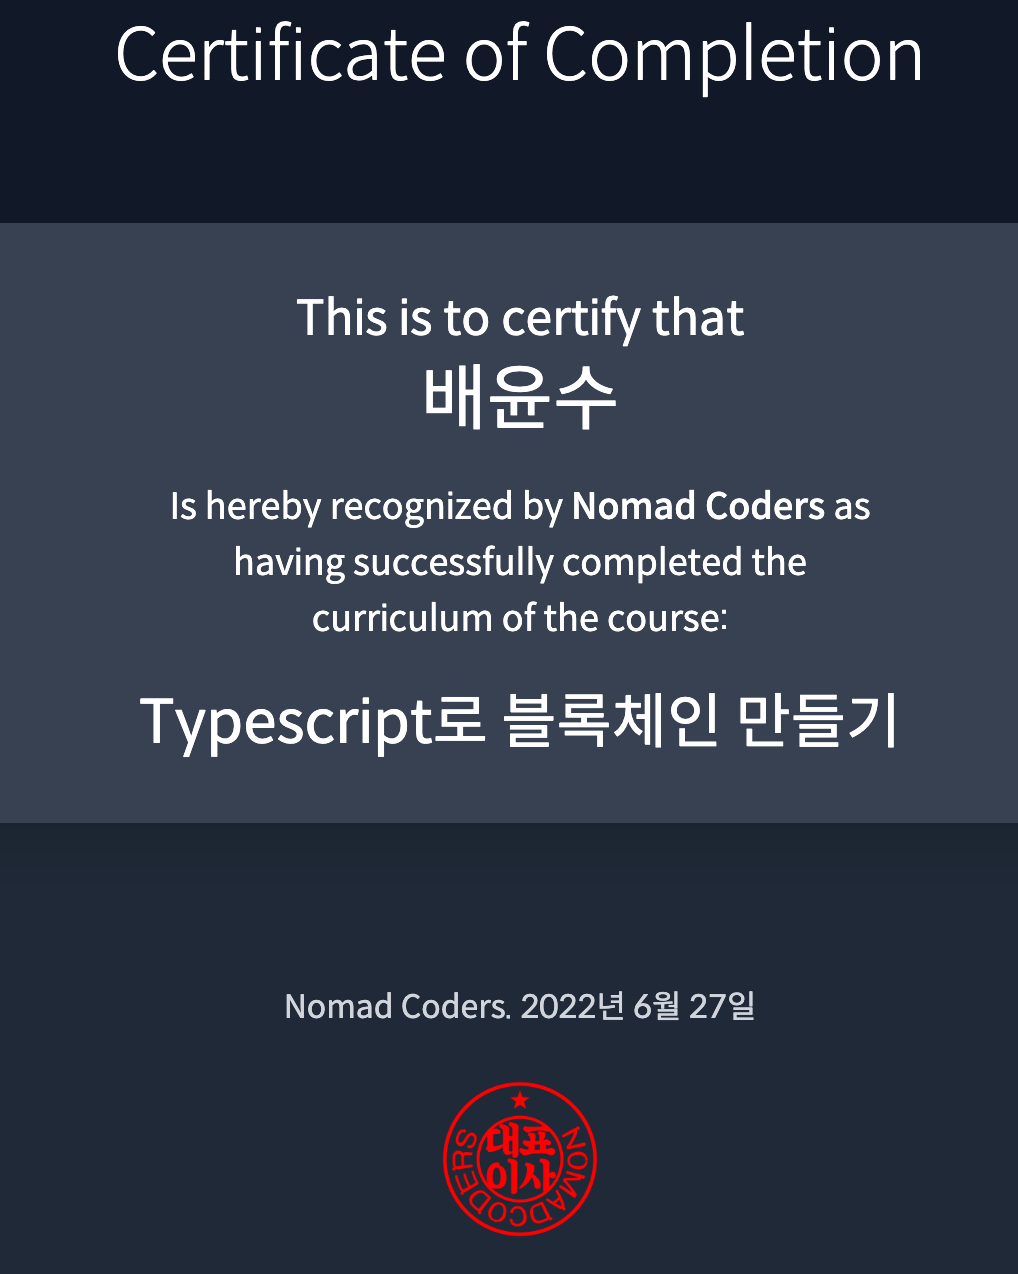 Certificate of Completion
This is to certify that
배윤수
Is hereby recognized by Nomad Coders as
having successfully completed the
curriculum of the course:
Typescript로 블록체인 만들기
Nomad Coders. 2022년 6월 27일
NOMADCODERS
대표
이사